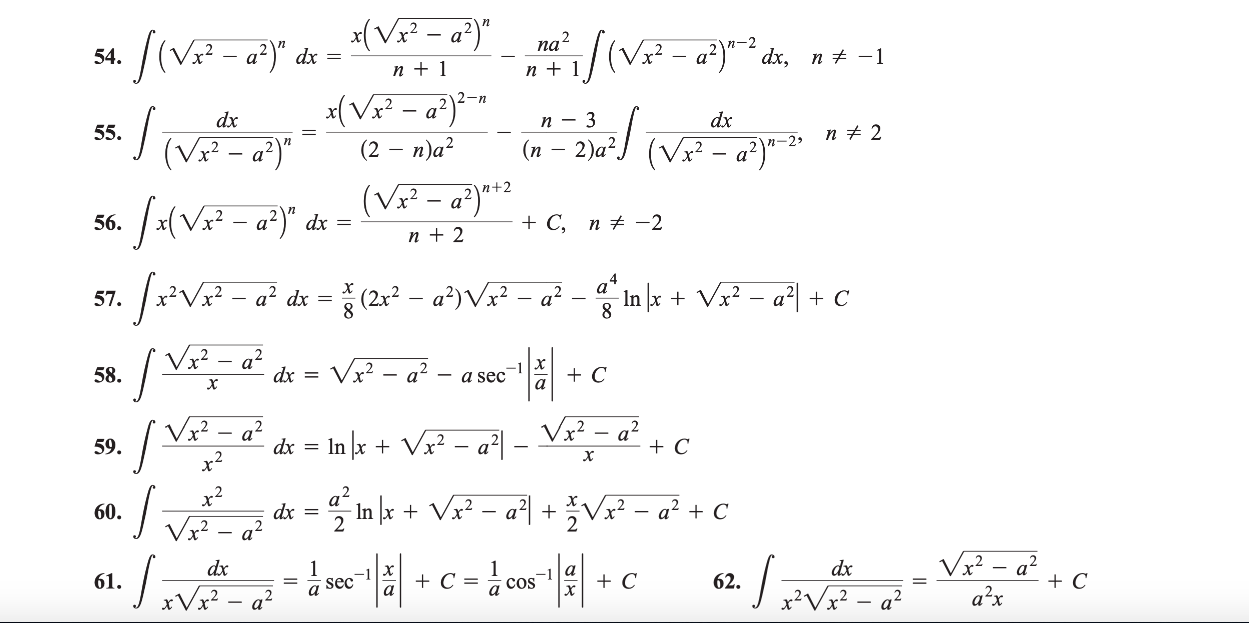 54. ∫(√(x² − a²))ⁿ dx = x(√(x² − a²))ⁿ / (n + 1) − na²/(n + 1) ∫(√(x² − a²))ⁿ⁻² dx, n ≠ −1
55. ∫ dx / (√(x² − a²))ⁿ = x(√(x² − a²))²⁻ⁿ / ((2 − n)a²) − (n − 3)/((n − 2)a²) ∫ dx / (√(x² − a²))ⁿ⁻², n ≠ 2
56. ∫x(√(x² − a²))ⁿ dx = (√(x² − a²))ⁿ⁺² / (n + 2) + C, n ≠ −2
57. ∫x²√(x² − a²) dx = x/8 (2x² − a²)√(x² − a²) − a⁴/8 ln|x + √(x² − a²)| + C
58. ∫ √(x² − a²) / x dx = √(x² − a²) − a sec⁻¹|x/a| + C
59. ∫ √(x² − a²) / x² dx = ln|x + √(x² − a²)| − √(x² − a²) / x + C
60. ∫ x² / √(x² − a²) dx = a²/2 ln|x + √(x² − a²)| + x/2 √(x² − a²) + C
61. ∫ dx / (x√(x² − a²)) = 1/a sec⁻¹|x/a| + C = 1/a cos⁻¹|a/x| + C 62. ∫ dx / (x²√(x² − a²)) = √(x² − a²) / (a²x) + C